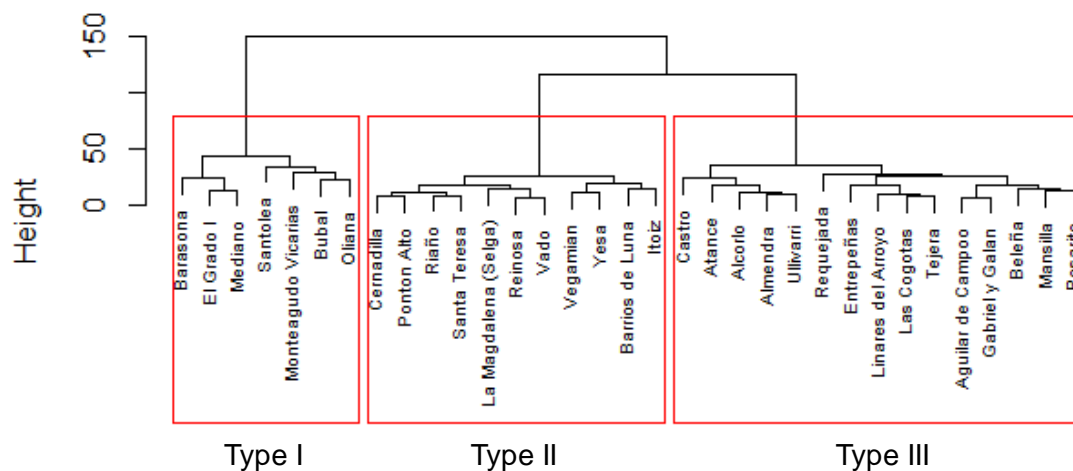 150
50
0
Height
Barasona
El Grado I
Mediano
Santolea
Monteagudo Vicarias
Bubal
Oliana
Cernadilla
Ponton Alto
Riaño
Santa Teresa
La Magdalena (Selga)
Reinosa
Vado
Vegamian
Yesa
Barrios de Luna
Itoiz
Castro
Atance
Alcorlo
Almendra
Ullivarri
Requejada
Entrepeñas
Linares del Arroyo
Las Cogotas
Tejera
Aguilar de Campoo
Gabriel y Galan
Beleña
Mansilla
Type I
Type II
Type III